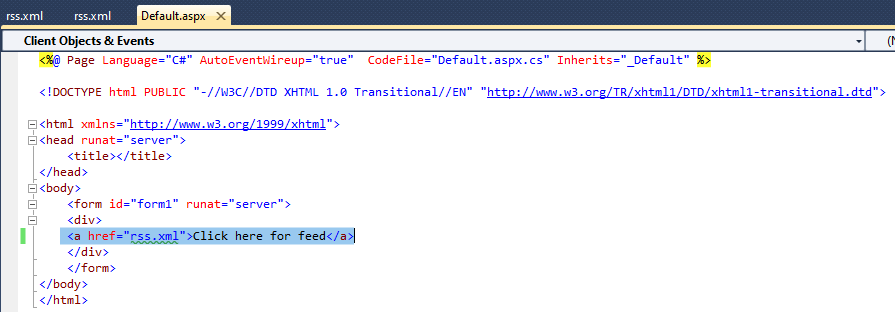 rss.xml rss.xml Default.aspx
Client Objects & Events (N
<%@ Page Language="C#" AutoEventWireup="true" CodeFile="Default.aspx.cs" Inherits="_Default" %>
<!DOCTYPE html PUBLIC "-//W3C//DTD XHTML 1.0 Transitional//EN" "http://www.w3.org/TR/xhtml1/DTD/xhtml1-transitional.dtd">
<html xmlns="http://www.w3.org/1999/xhtml">
<head runat="server">
<title></title>
</head>
<body>
<form id="form1" runat="server">
<div>
<a href="rss.xml">Click here for feed</a>
</div>
</form>
</body>
</html>